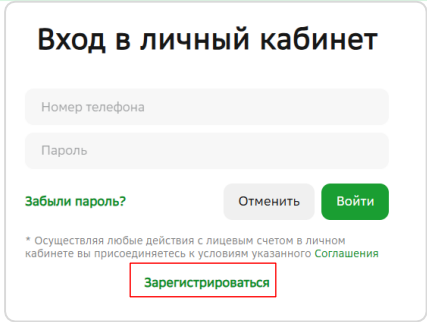 Вход в личный кабинет
Номер телефона
Пароль
Забыли пароль? Отменить Войти
* Осуществляя любые действия с лицевым счетом в личном
кабинете вы присоединяетесь к условиям указанного Соглашения
Зарегистрироваться